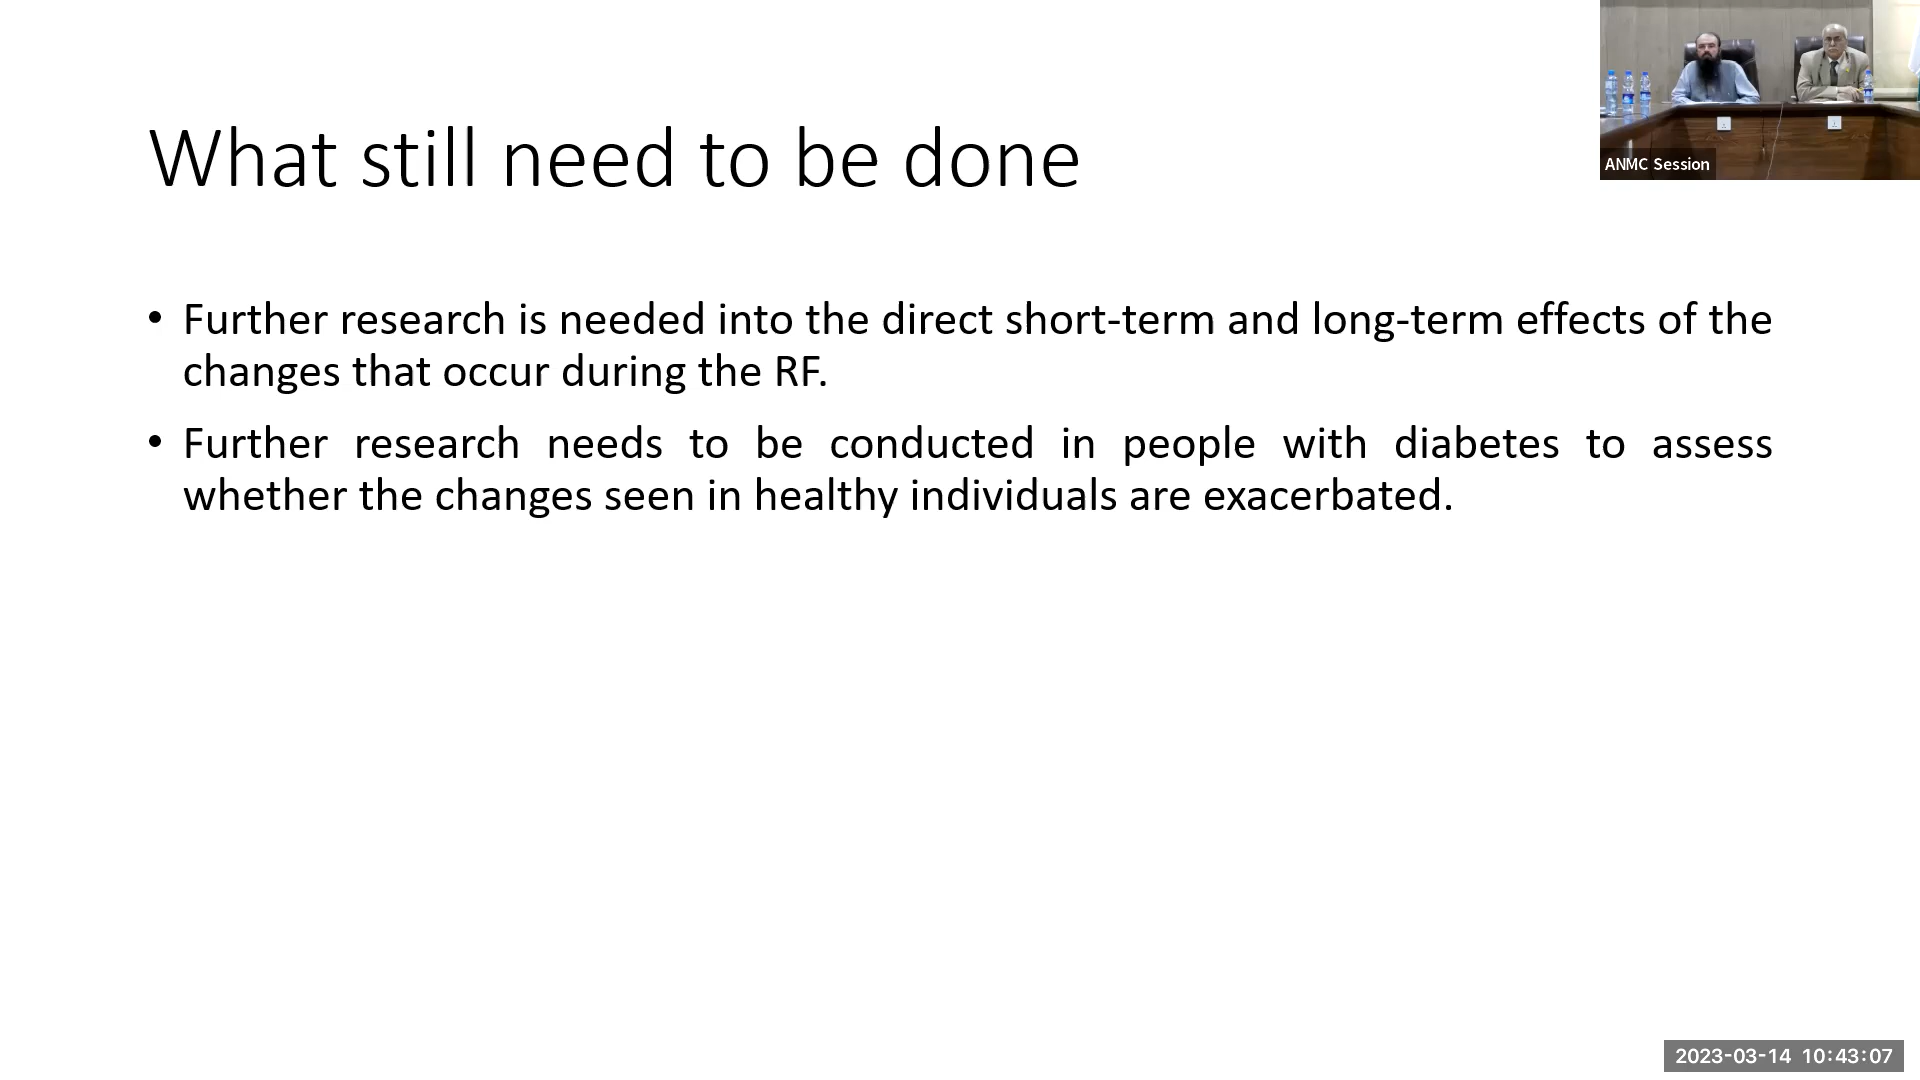 What still need to be done
• Further research is needed into the direct short-term and long-term effects of the
changes that occur during the RF.
• Further research needs to be conducted in people with diabetes to assess
whether the changes seen in healthy individuals are exacerbated.
ANMC Session
2023-03-14 10:43:07